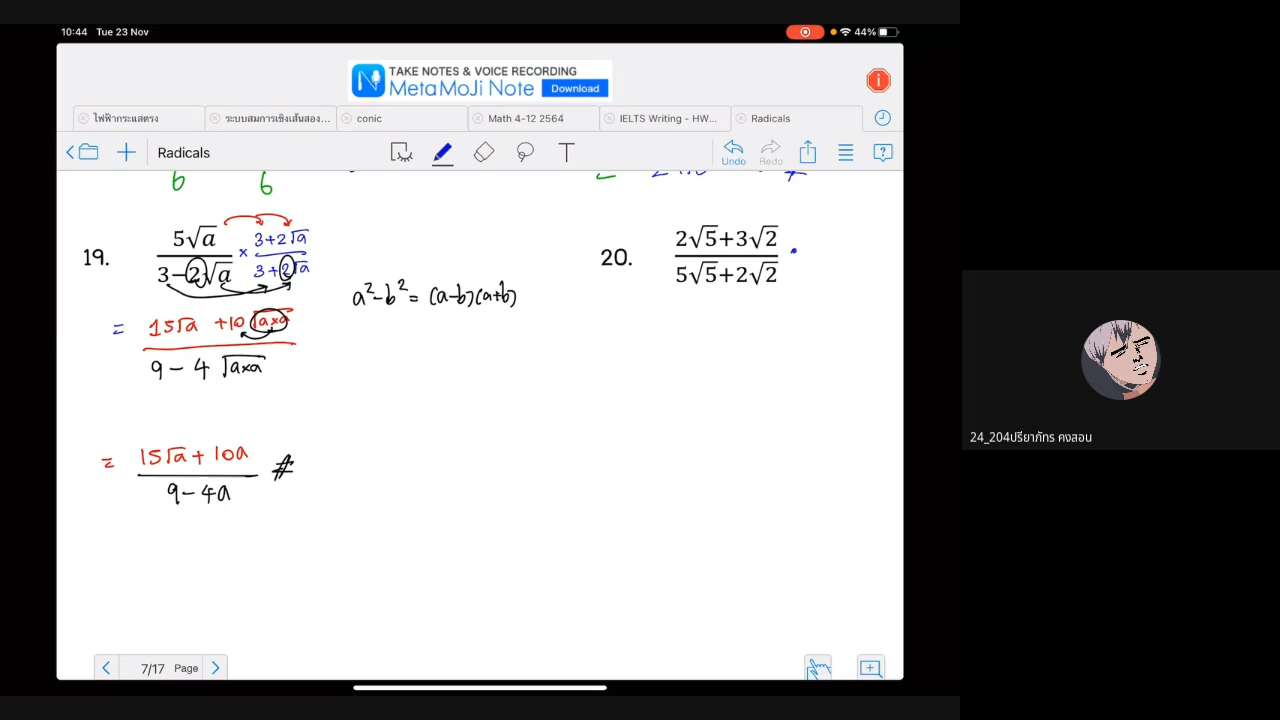 10:44 Tue 23 Nov
44%
TAKE NOTES & VOICE RECORDING
MetaMoJi Note Download
ไฟฟ้ากระแสตรง
ระบบสมการเชิงเส้นสอง...
conic
Math 4-12 2564
IELTS Writing - HW...
Radicals
Radicals
T
Undo
Redo
6 6
19. 5√a / 3−2√a × 3+2√a / 3+2√a
a²−b² = (a−b)(a+b)
= 15√a +10 √a×a / 9 − 4 √a×a
= 15√a + 10a / 9 − 4a #
20. 2√5+3√2 / 5√5+2√2
7/17 Page
24_204ปรียาภัทร คงสอน